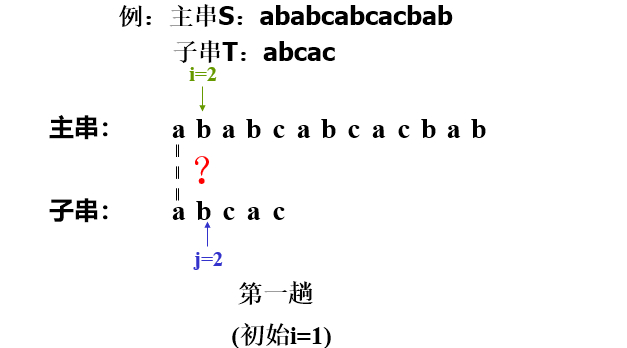 例：主串S：ababcabcacbab
子串T：abcac
i=2
主串： a b a b c a b c a c b a b
？
子串： a b c a c
j=2
第一趟
(初始i=1)